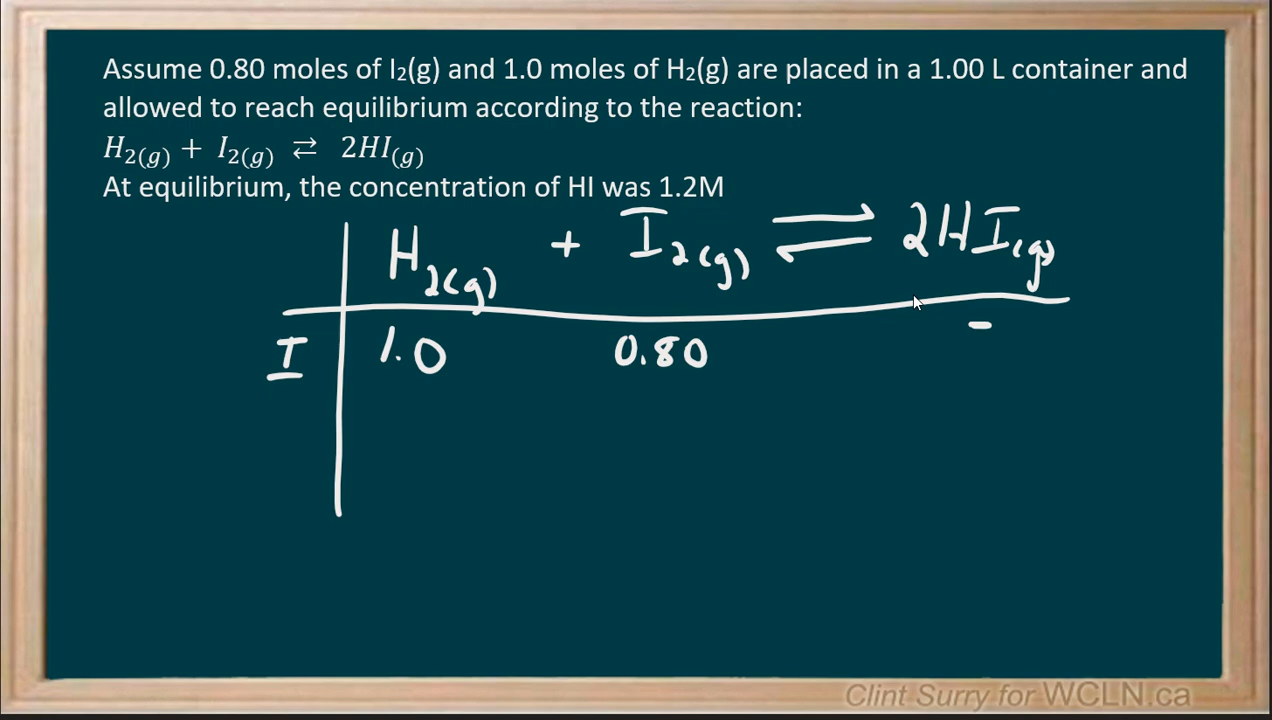 Assume 0.80 moles of I₂(g) and 1.0 moles of H₂(g) are placed in a 1.00 L container and
allowed to reach equilibrium according to the reaction:
H₂(g) + I₂(g) ⇄ 2HI(g)
At equilibrium, the concentration of HI was 1.2M
H₂(g) + I₂(g) ⇌ 2HI(g)
I 1.0 0.80 -
Clint Surry for WCLN.ca